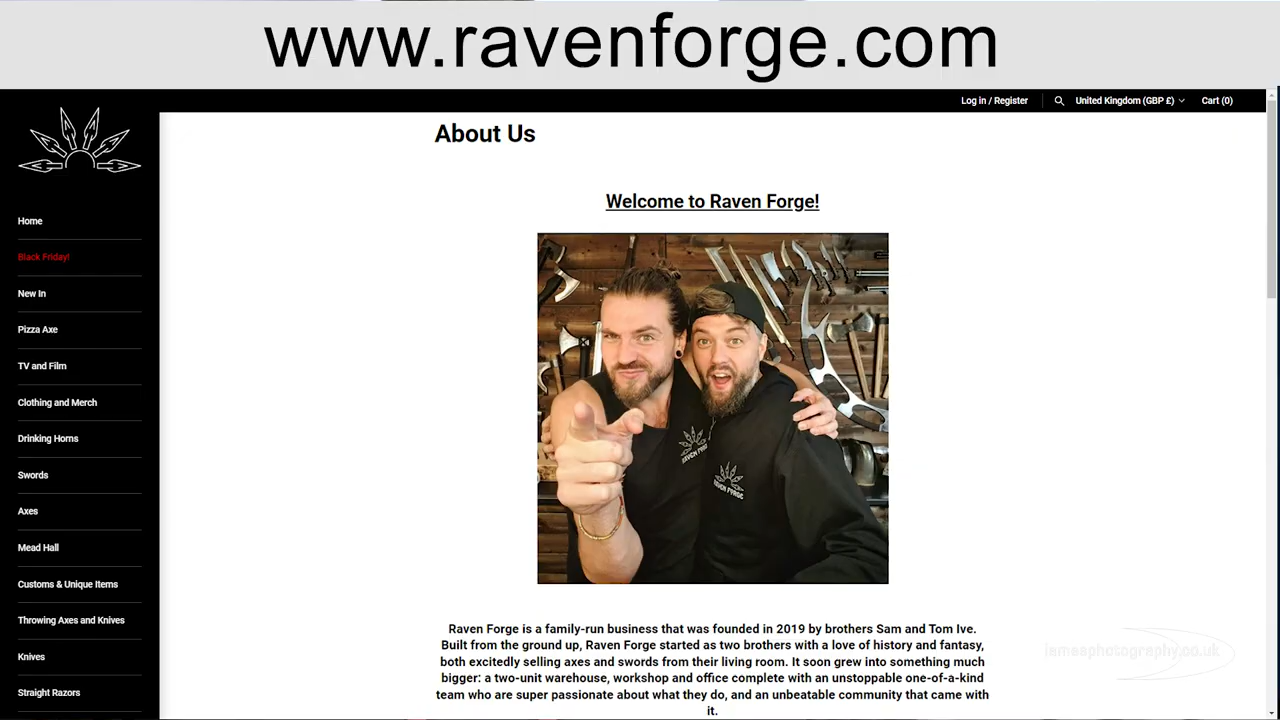 www.ravenforge.com
Log in / Register
United Kingdom (GBP £)
Cart (0)
Home
Black Friday!
New In
Pizza Axe
TV and Film
Clothing and Merch
Drinking Horns
Swords
Axes
Mead Hall
Customs & Unique Items
Throwing Axes and Knives
Knives
Straight Razors
About Us
Welcome to Raven Forge!
RAVEN FORGE
Raven Forge is a family-run business that was founded in 2019 by brothers Sam and Tom Ive.
Built from the ground up, Raven Forge started as two brothers with a love of history and fantasy,
both excitedly selling axes and swords from their living room. It soon grew into something much
bigger: a two-unit warehouse, workshop and office complete with an unstoppable one-of-a-kind
team who are super passionate about what they do, and an unbeatable community that came with
it.